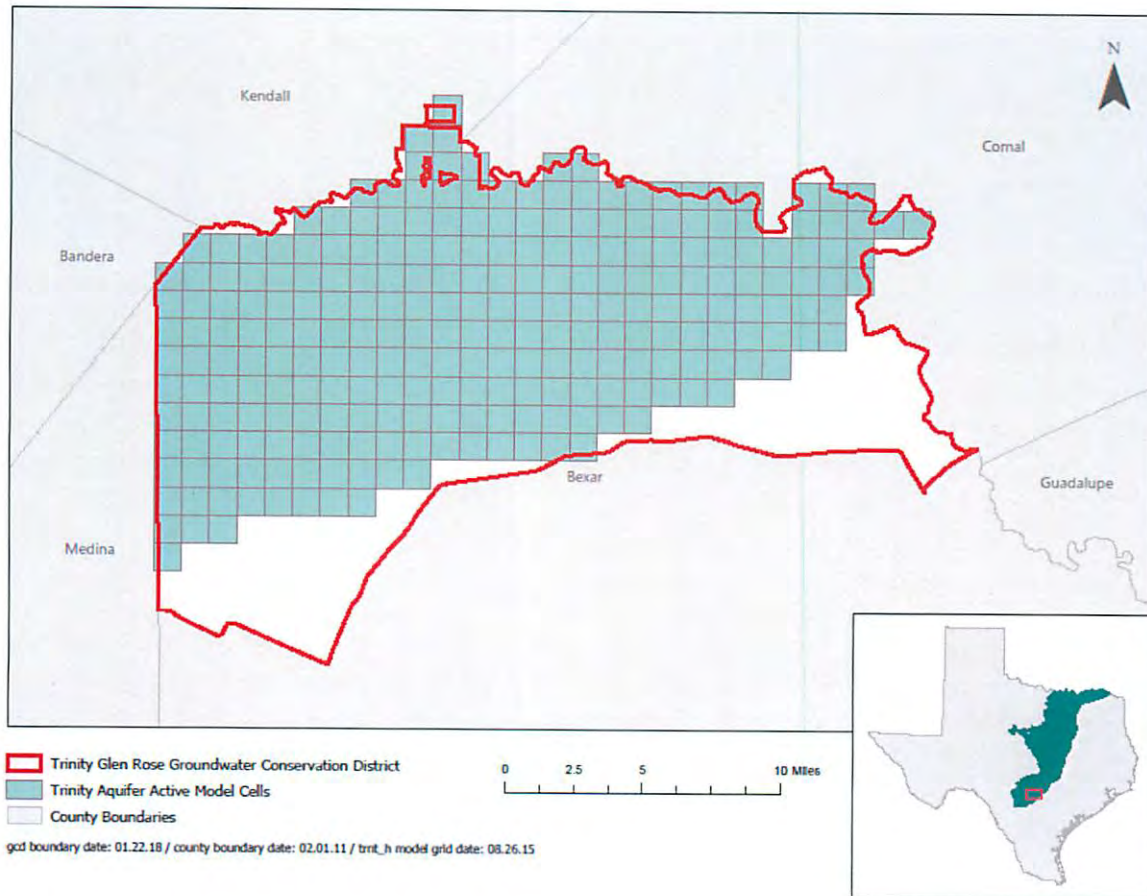 N
Kendall
Comal
Bandera
Bexar
Guadalupe
Medina
Trinity Glen Rose Groundwater Conservation District
Trinity Aquifer Active Model Cells
County Boundaries
0 2.5 5 10 Miles
gcd boundary date: 01.22.18 / county boundary date: 02.01.11 / trnt_h model grid date: 08.26.15